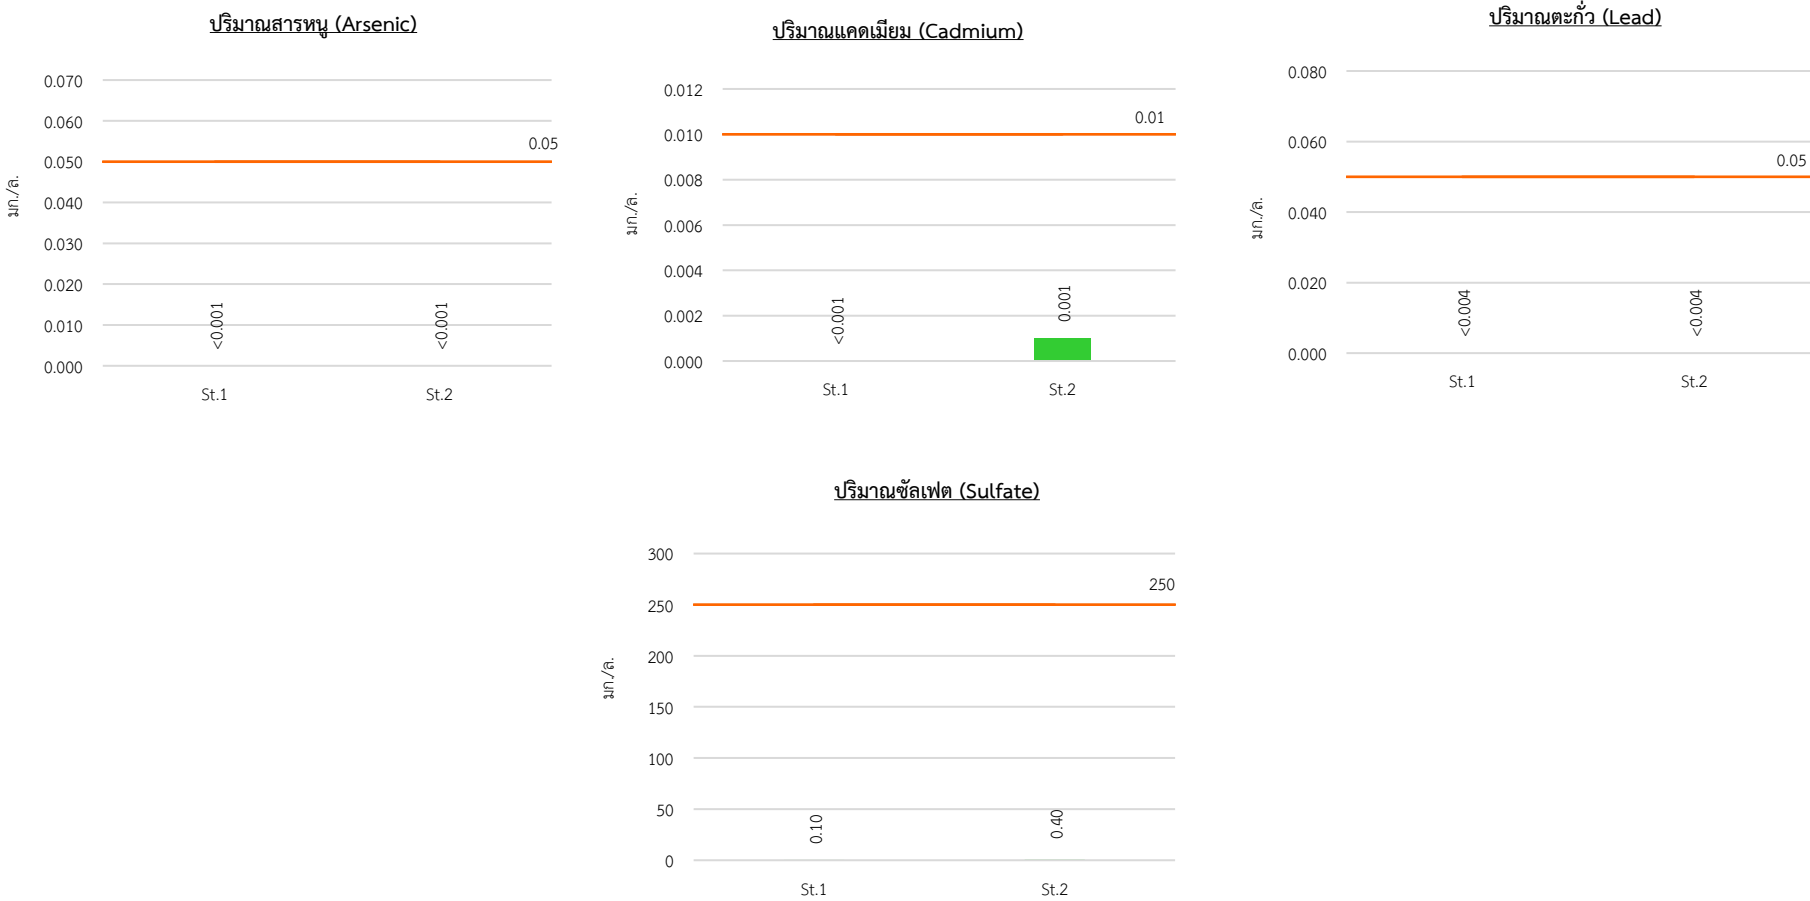 ปริมาณสารหนู (Arsenic)
0.070
0.060
0.05
0.050
0.040
0.030
0.020
0.010
0.000
มก./ล.
<0.001
<0.001
St.1
St.2
ปริมาณแคดเมียม (Cadmium)
0.012
0.01
0.010
0.008
0.006
0.004
0.002
0.000
มก./ล.
<0.001
0.001
St.1
St.2
ปริมาณตะกั่ว (Lead)
0.080
0.060
0.05
0.040
0.020
0.000
มก./ล.
<0.004
<0.004
St.1
St.2
ปริมาณซัลเฟต (Sulfate)
300
250
250
200
150
100
50
0
มก./ล.
0.10
0.40
St.1
St.2